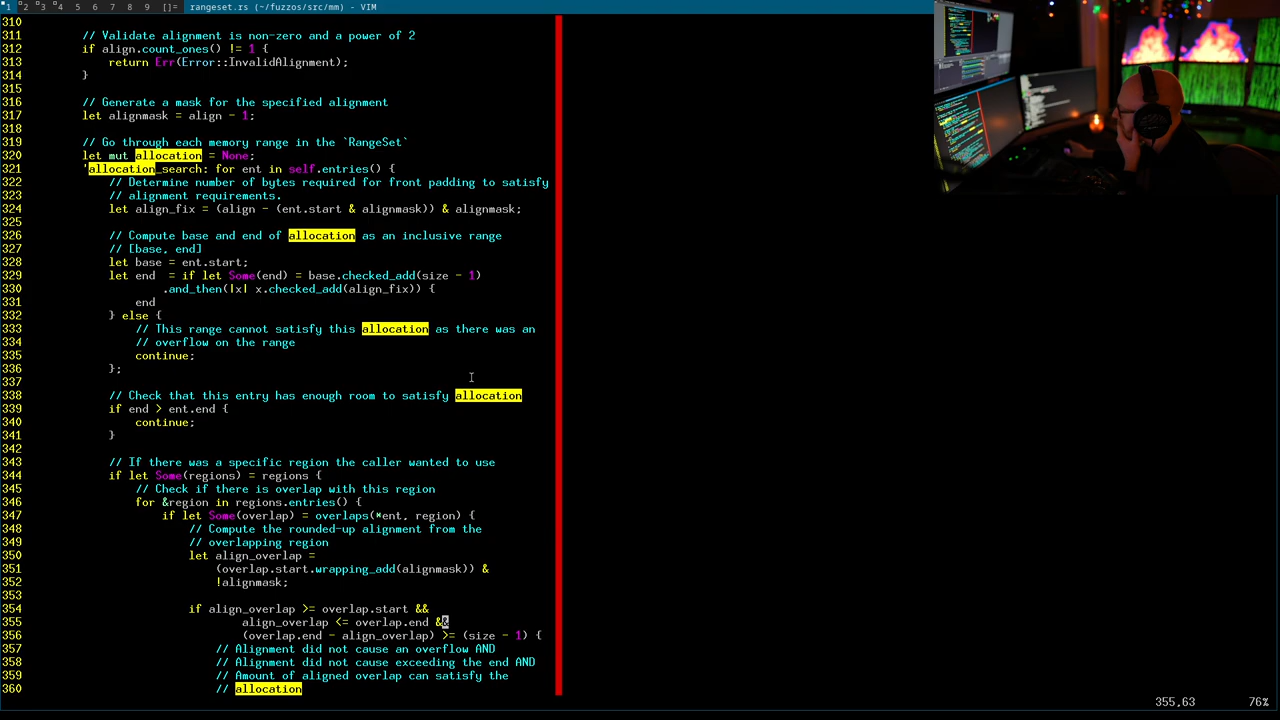 1 2 3 4 5 6 7 8 9 []= rangeset.rs (~/fuzzos/src/mm) - VIM
310
311 // Validate alignment is non-zero and a power of 2
312 if align.count_ones() != 1 {
313 return Err(Error::InvalidAlignment);
314 }
315
316 // Generate a mask for the specified alignment
317 let alignmask = align - 1;
318
319 // Go through each memory range in the `RangeSet`
320 let mut allocation = None;
321 'allocation_search: for ent in self.entries() {
322 // Determine number of bytes required for front padding to satisfy
323 // alignment requirements.
324 let align_fix = (align - (ent.start & alignmask)) & alignmask;
325
326 // Compute base and end of allocation as an inclusive range
327 // [base, end]
328 let base = ent.start;
329 let end  = if let Some(end) = base.checked_add(size - 1)
330 .and_then(|x| x.checked_add(align_fix)) {
331 end
332 } else {
333 // This range cannot satisfy this allocation as there was an
334 // overflow on the range
335 continue;
336 };
337
338 // Check that this entry has enough room to satisfy allocation
339 if end > ent.end {
340 continue;
341 }
342
343 // If there was a specific region the caller wanted to use
344 if let Some(regions) = regions {
345 // Check if there is overlap with this region
346 for &region in regions.entries() {
347 if let Some(overlap) = overlaps(*ent, region) {
348 // Compute the rounded-up alignment from the
349 // overlapping region
350 let align_overlap =
351 (overlap.start.wrapping_add(alignmask)) &
352 !alignmask;
353
354 if align_overlap >= overlap.start &&
355 align_overlap <= overlap.end &&
356 (overlap.end - align_overlap) >= (size - 1) {
357 // Alignment did not cause an overflow AND
358 // Alignment did not cause exceeding the end AND
359 // Amount of aligned overlap can satisfy the
360 // allocation
355,63 76%